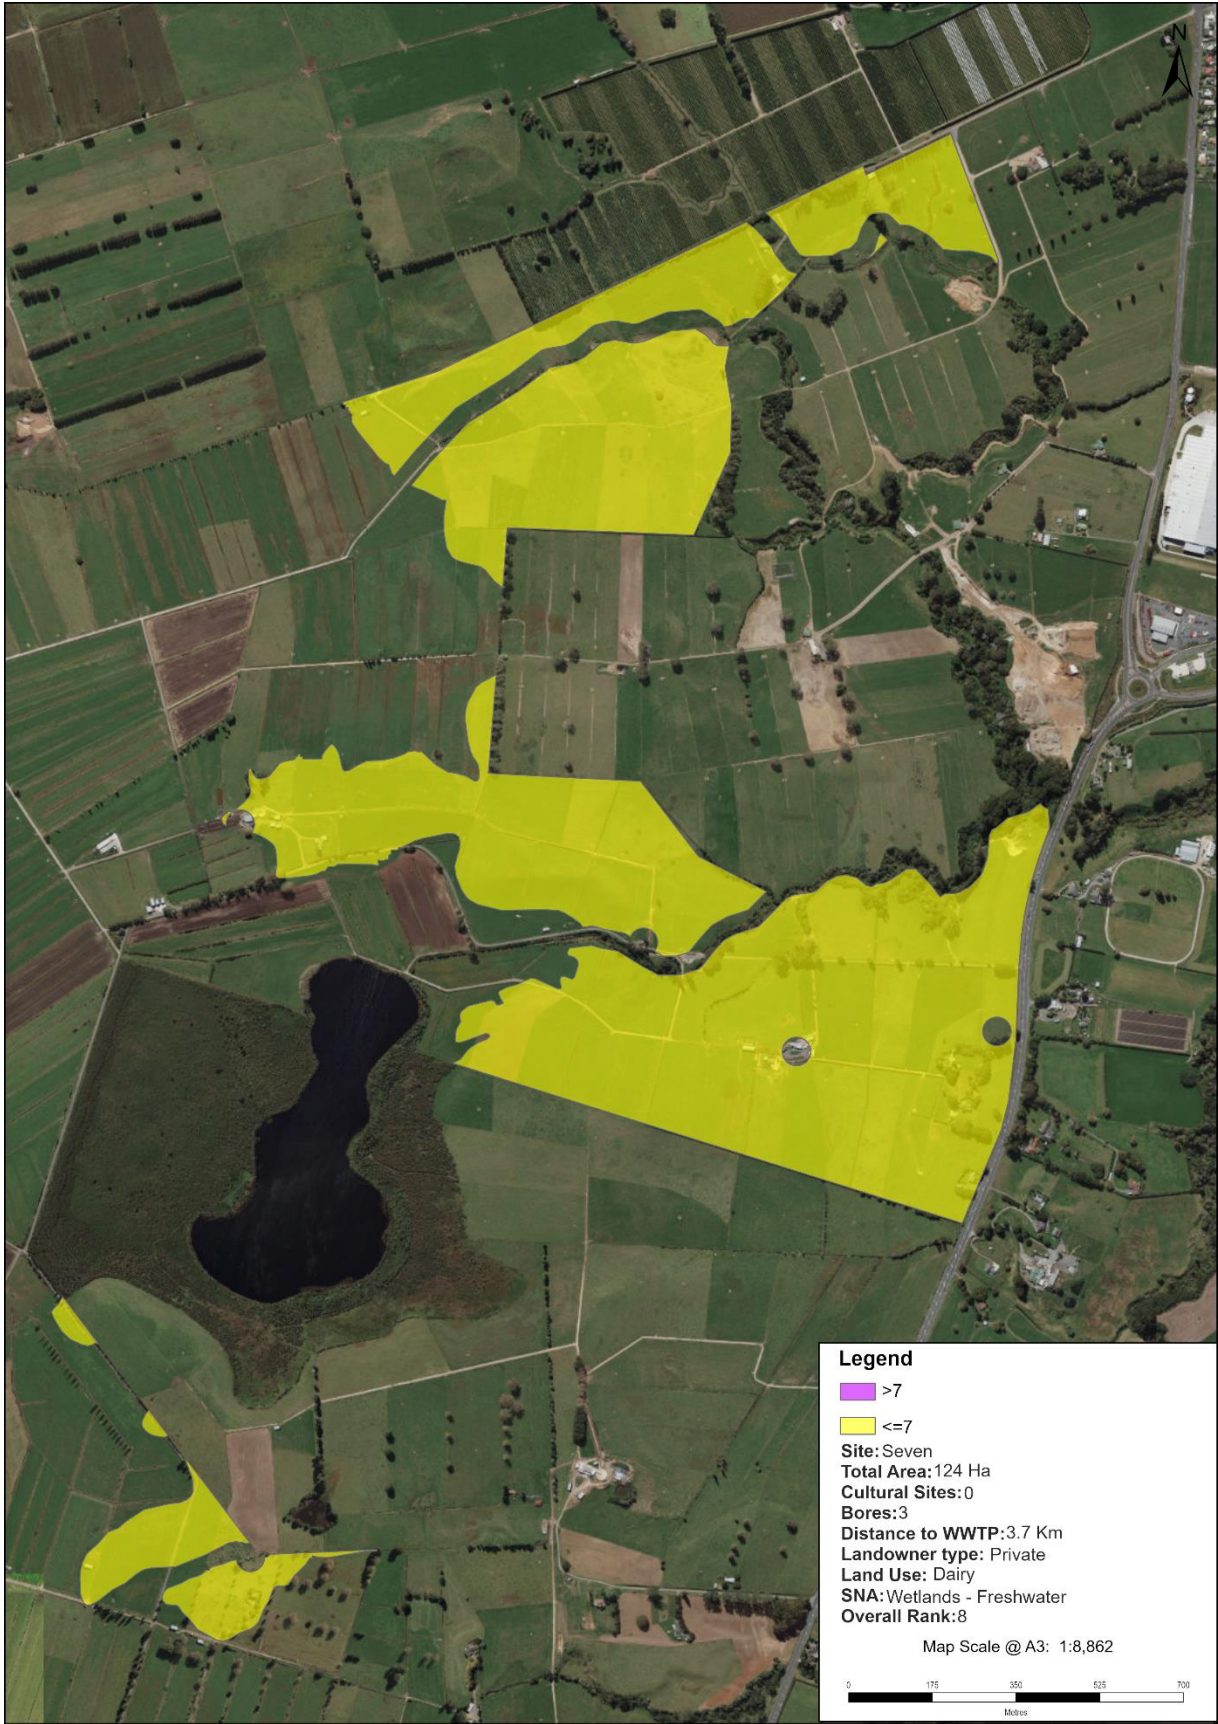 N
Legend
>7
<=7
Site: Seven
Total Area: 124 Ha
Cultural Sites: 0
Bores: 3
Distance to WWTP: 3.7 Km
Landowner type: Private
Land Use: Dairy
SNA: Wetlands - Freshwater
Overall Rank: 8
Map Scale @ A3: 1:8,862
0 175 350 525 700
Metres